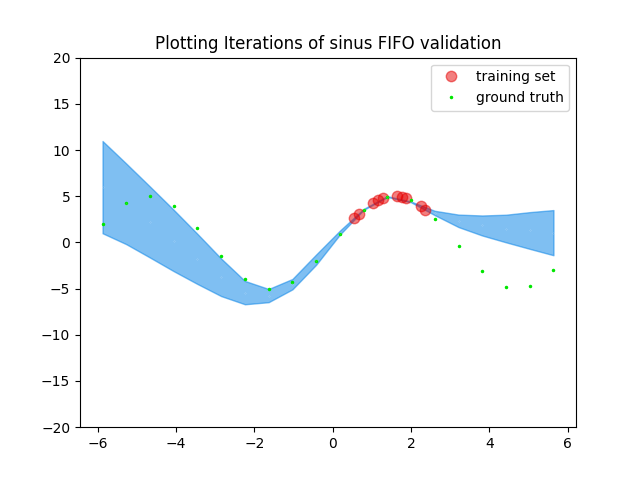 Plotting Iterations of sinus FIFO validation
training set
ground truth
20
15
10
5
0
−5
−10
−15
−20
−6 −4 −2 0 2 4 6